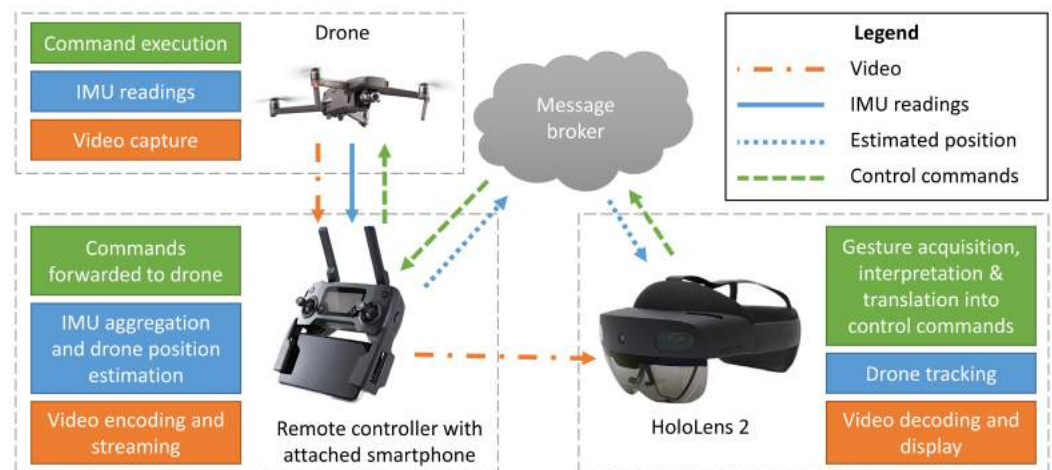 Command execution
IMU readings
Video capture
Drone
Message
broker
Legend
Video
IMU readings
Estimated position
Control commands
Commands
forwarded to drone
IMU aggregation
and drone position
estimation
Video encoding and
streaming
Remote controller with
attached smartphone
HoloLens 2
Gesture acquisition,
interpretation &
translation into
control commands
Drone tracking
Video decoding and
display